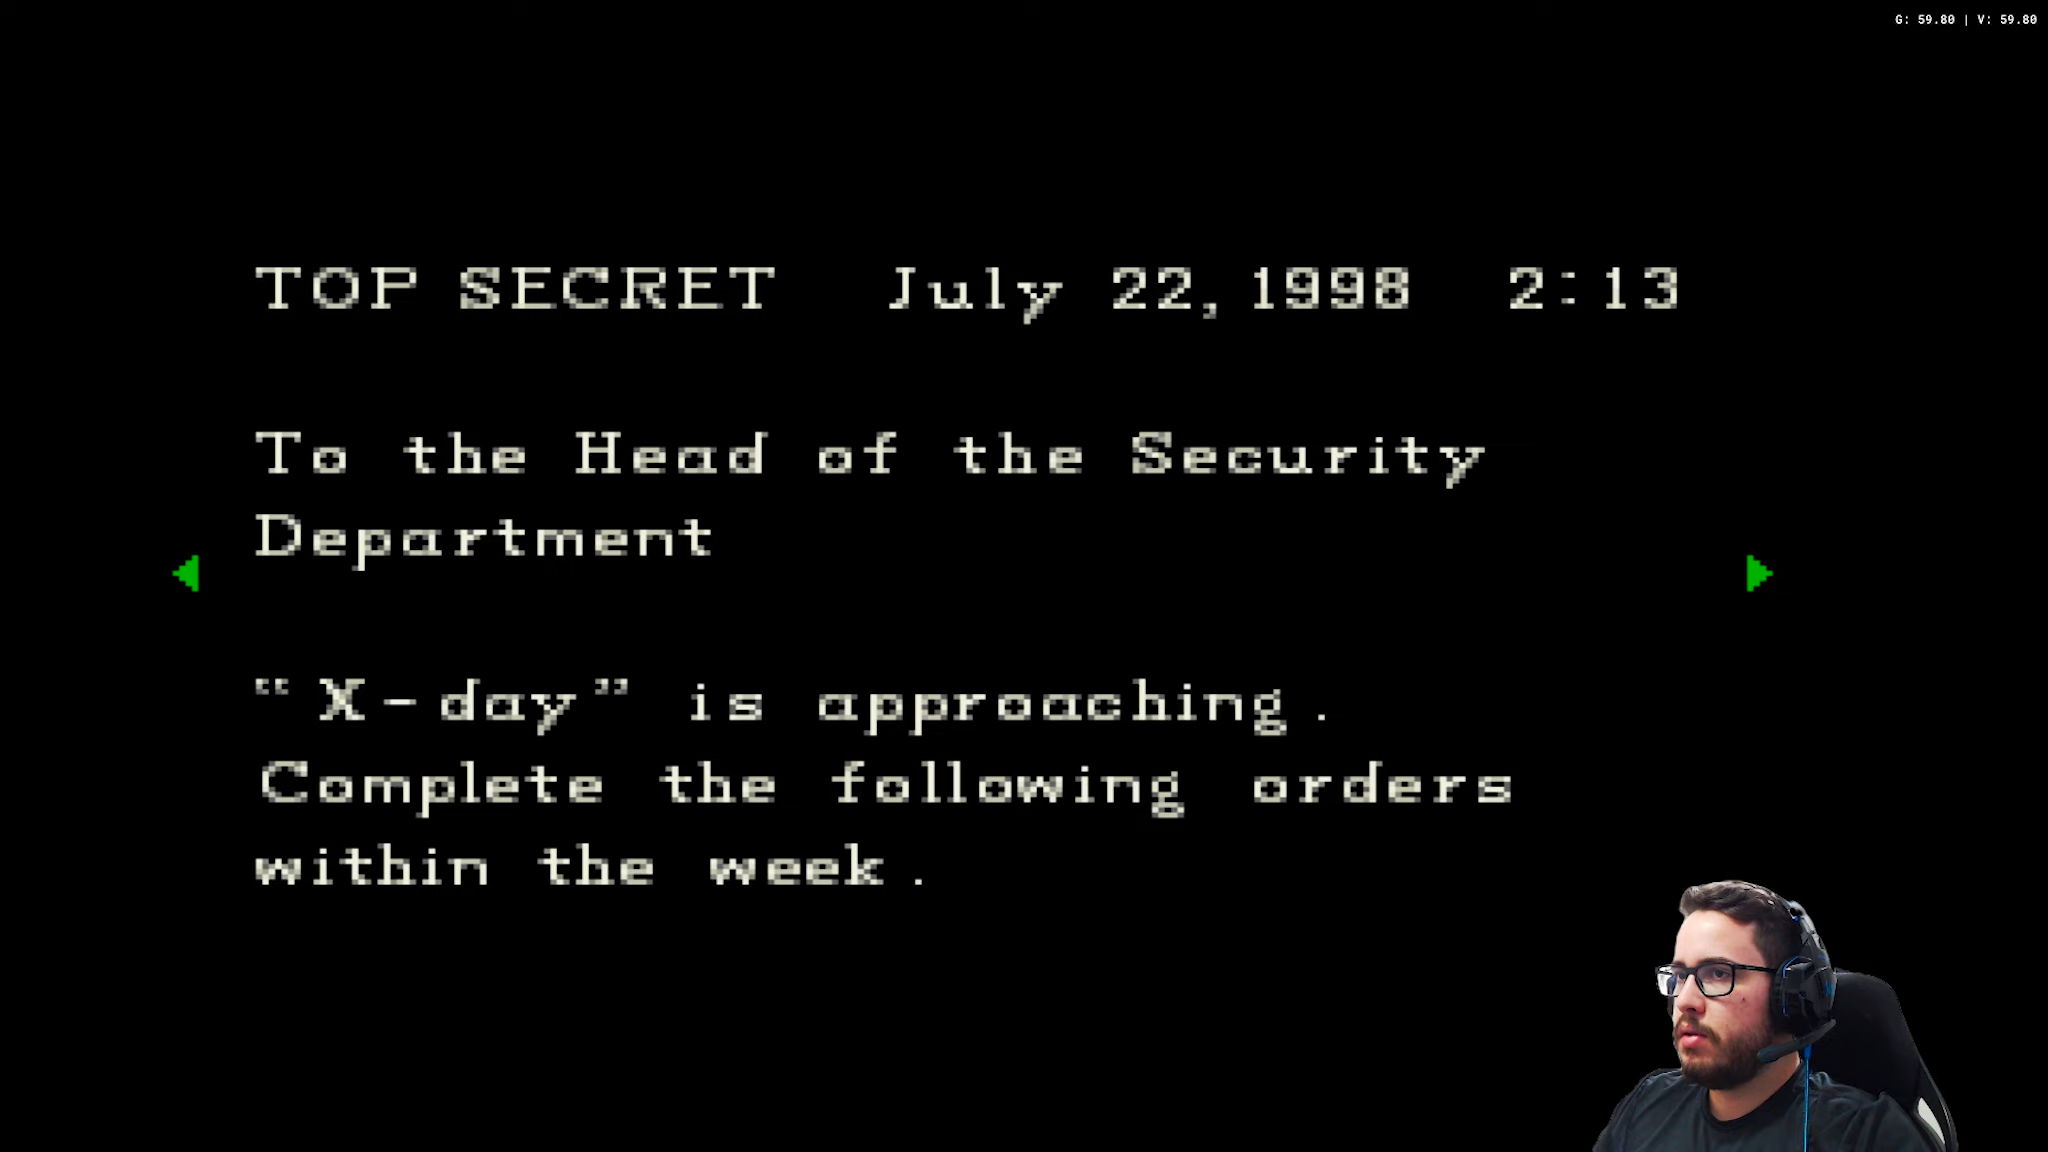 G: 59.80 | V: 59.80
TOP SECRET July 22, 1998 2:13
To the Head of the Security
Department
“X-day” is approaching.
Complete the following orders
within the week.